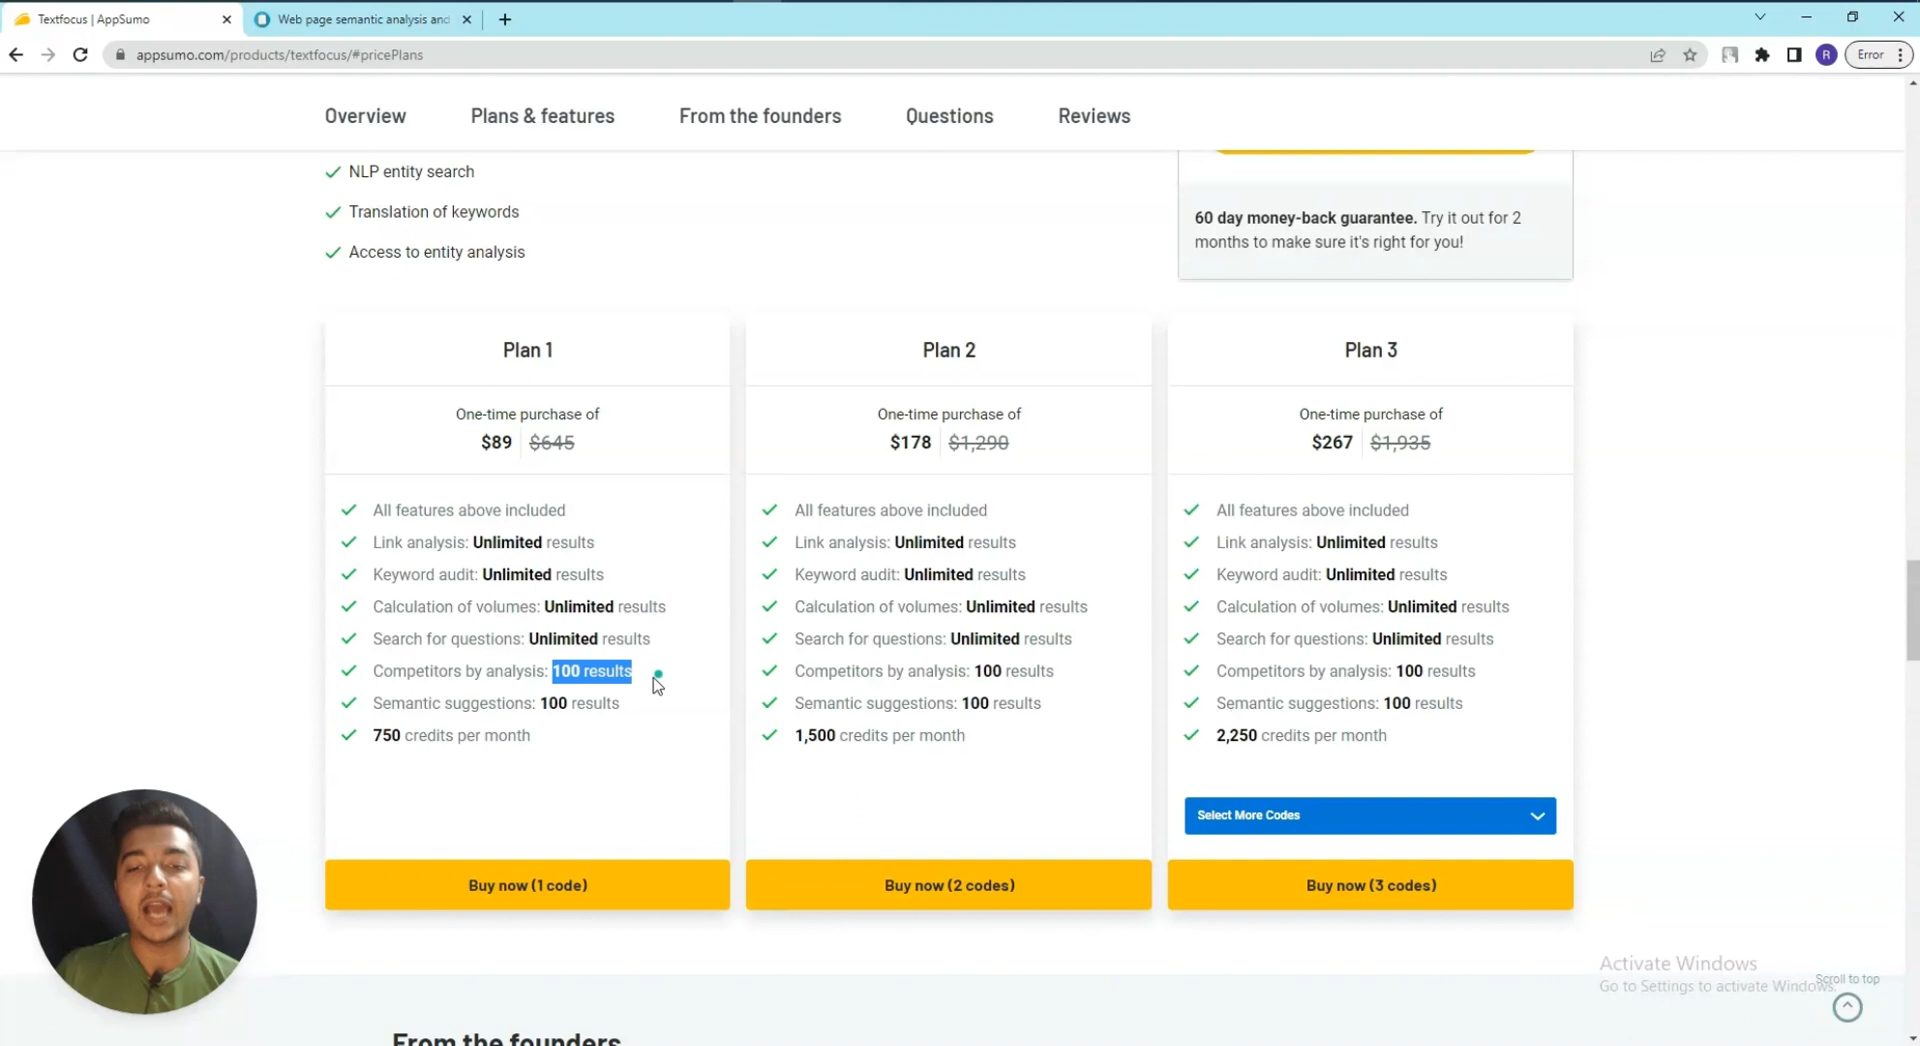 Textfocus | AppSumo
Web page semantic analysis and
appsumo.com/products/textfocus/#pricePlans
R
Error
Overview
Plans & features
From the founders
Questions
Reviews
NLP entity search
Translation of keywords
Access to entity analysis
60 day money-back guarantee. Try it out for 2
months to make sure it's right for you!
Plan 1
One-time purchase of
$89 $645
All features above included
Link analysis: Unlimited results
Keyword audit: Unlimited results
Calculation of volumes: Unlimited results
Search for questions: Unlimited results
Competitors by analysis: 100 results
Semantic suggestions: 100 results
750 credits per month
Buy now (1 code)
Plan 2
One-time purchase of
$178 $1,290
All features above included
Link analysis: Unlimited results
Keyword audit: Unlimited results
Calculation of volumes: Unlimited results
Search for questions: Unlimited results
Competitors by analysis: 100 results
Semantic suggestions: 100 results
1,500 credits per month
Buy now (2 codes)
Plan 3
One-time purchase of
$267 $1,935
All features above included
Link analysis: Unlimited results
Keyword audit: Unlimited results
Calculation of volumes: Unlimited results
Search for questions: Unlimited results
Competitors by analysis: 100 results
Semantic suggestions: 100 results
2,250 credits per month
Select More Codes
Buy now (3 codes)
Activate Windows
Go to Settings to activate Windows.
Scroll to top
From the founders